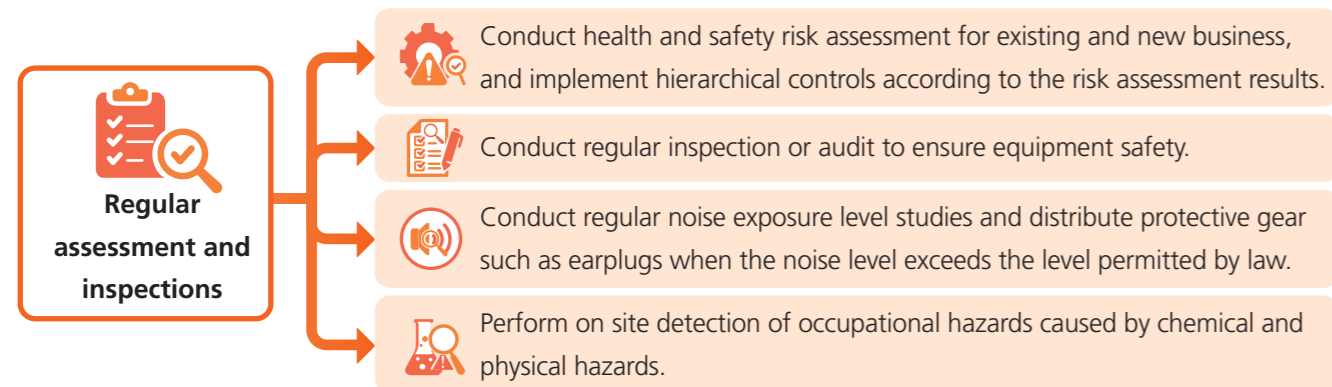 Regular
assessment and
inspections
Conduct health and safety risk assessment for existing and new business,
and implement hierarchical controls according to the risk assessment results.
Conduct regular inspection or audit to ensure equipment safety.
Conduct regular noise exposure level studies and distribute protective gear
such as earplugs when the noise level exceeds the level permitted by law.
Perform on site detection of occupational hazards caused by chemical and
physical hazards.